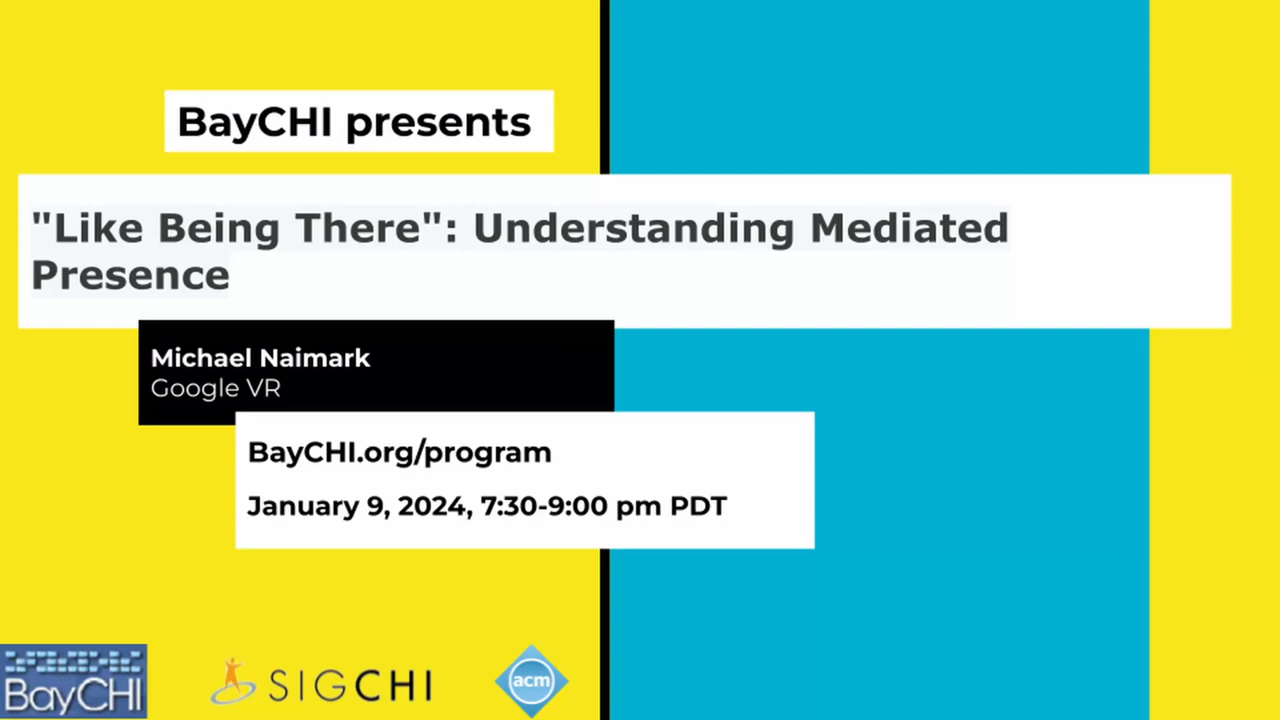 BayCHI presents
"Like Being There": Understanding Mediated
Presence
Michael Naimark
Google VR
BayCHI.org/program
January 9, 2024, 7:30-9:00 pm PDT
BayCHI
SIGCHI
acm